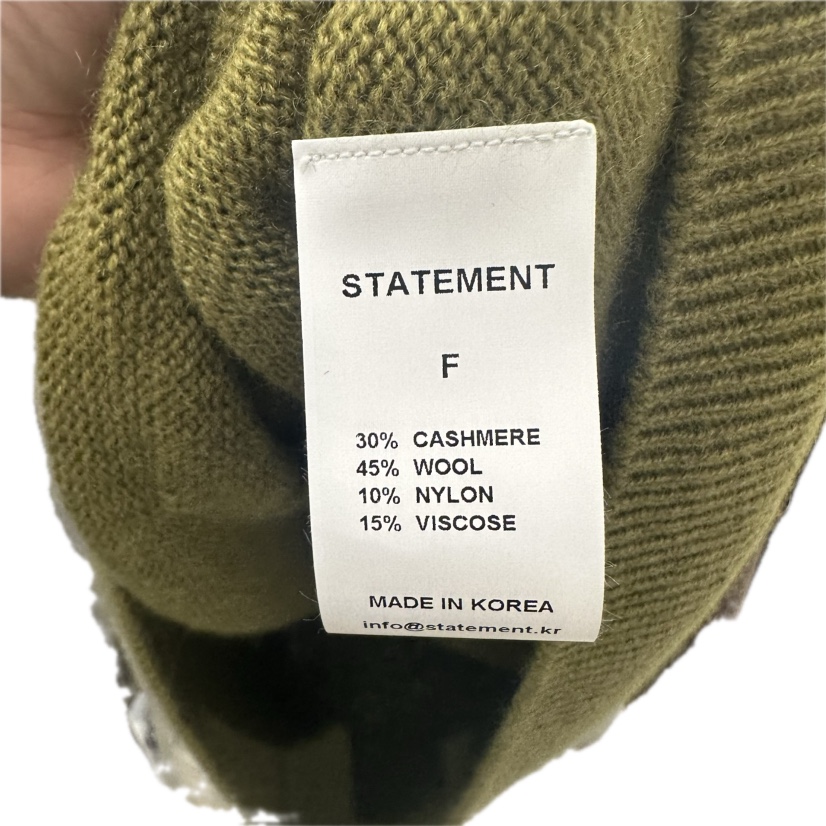 STATEMENT
F
30% CASHMERE
45% WOOL
10% NYLON
15% VISCOSE
MADE IN KOREA
info@statement.kr